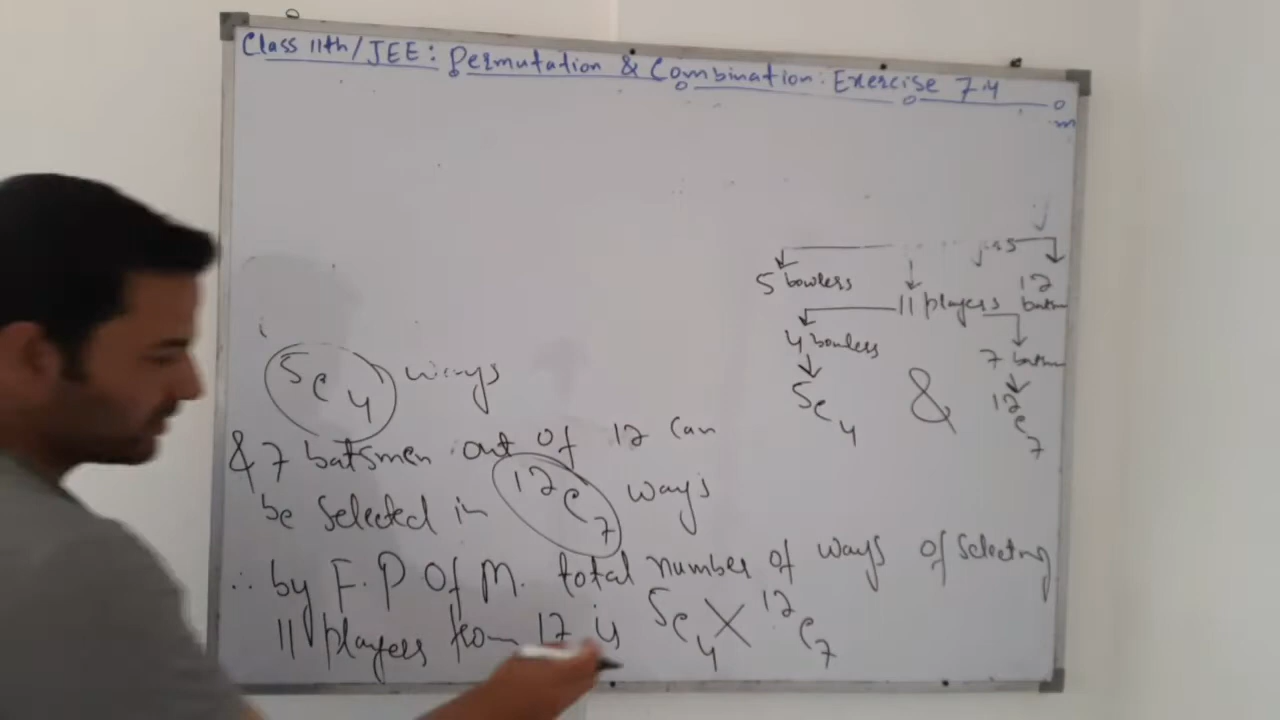 Class 11th/JEE: Permutation & Combination: Exercise 7.4
5 bowlers
12
11 players
4 bowlers
7 batsm
5C4 & 12C7
5C4 ways
& 7 batsmen out of 12 can
be selected in 12C7 ways
∴ by F.P Of M. total number of ways of selecting
11 players from 17 is 5C4 X 12C7